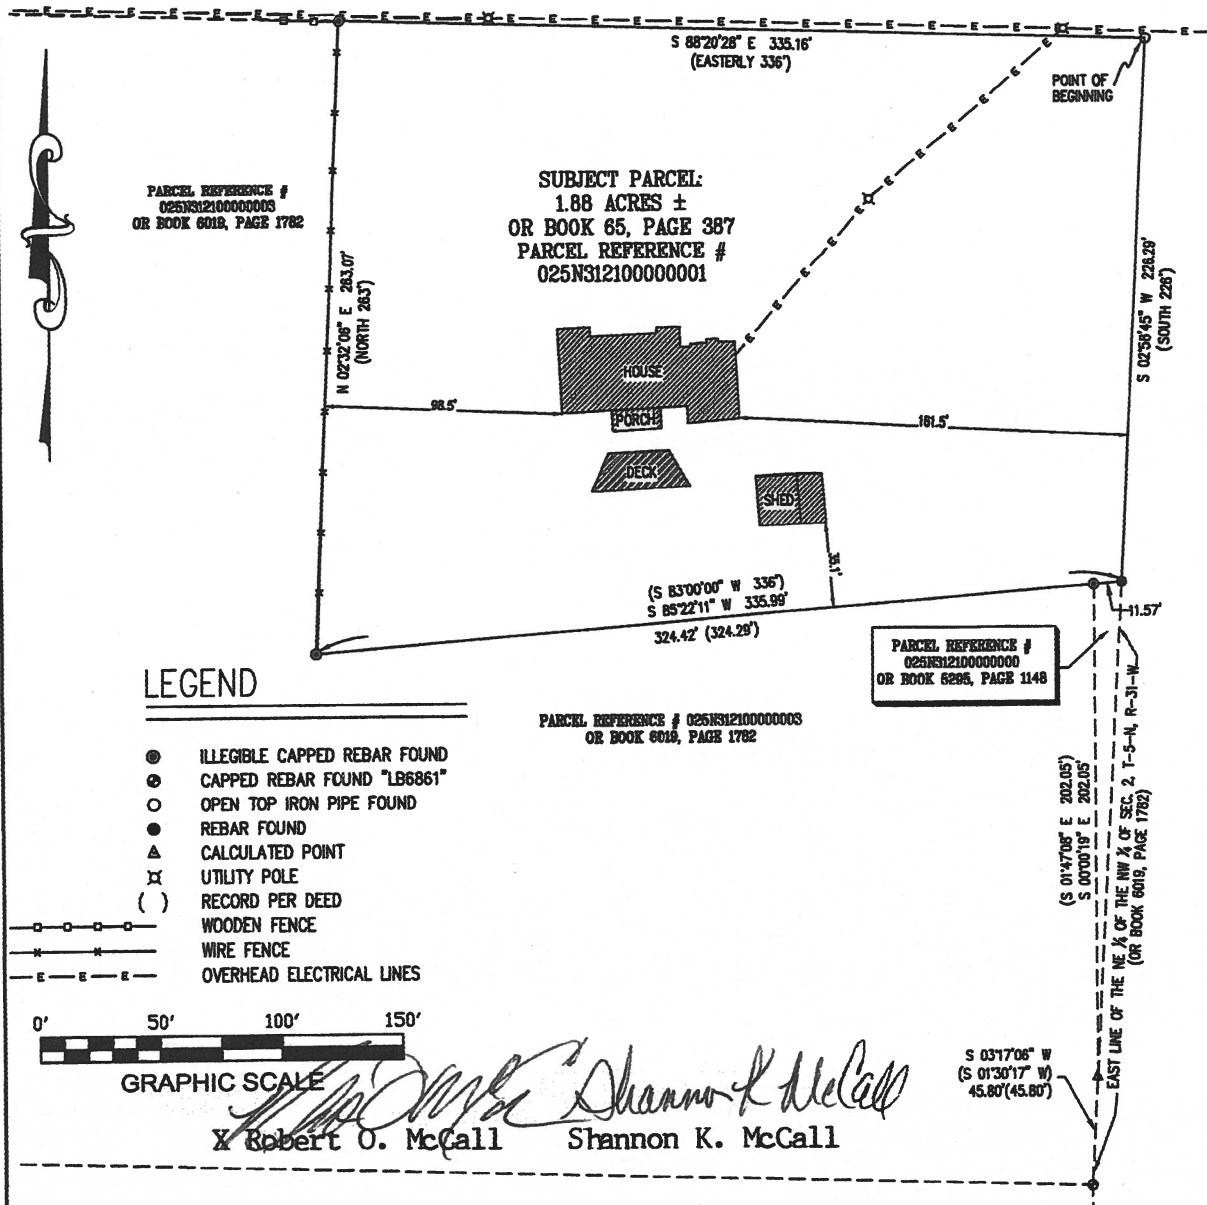 S 88°20'28" E 335.16'
(EASTERLY 336')
POINT OF
BEGINNING
PARCEL REFERENCE #
025N312100000003
OR BOOK 6019, PAGE 1782
SUBJECT PARCEL:
1.88 ACRES ±
OR BOOK 65, PAGE 387
PARCEL REFERENCE #
025N312100000001
N 02°32'06" E 263.07'
(NORTH 263')
S 02°58'45" W 226.29'
(SOUTH 226')
HOUSE
98.5'
PORCH
161.5'
DECK
SHED
35.1'
(S 83°00'00" W 336')
S 85°22'11" W 335.99'
324.42' (324.29')
11.57'
PARCEL REFERENCE #
025N312100000000
OR BOOK 5295, PAGE 1148
LEGEND
PARCEL REFERENCE # 025N312100000003
OR BOOK 6019, PAGE 1782
ILLEGIBLE CAPPED REBAR FOUND
CAPPED REBAR FOUND "LB6861"
OPEN TOP IRON PIPE FOUND
REBAR FOUND
CALCULATED POINT
UTILITY POLE
( ) RECORD PER DEED
WOODEN FENCE
WIRE FENCE
E E E E OVERHEAD ELECTRICAL LINES
(S 01°47'08" E 202.05')
S 00°00'19" E 202.05'
EAST LINE OF THE NE ¼ OF THE NW ¼ OF SEC. 2, T-5-N, R-31-W
(OR BOOK 6019, PAGE 1782)
0' 50' 100' 150'
GRAPHIC SCALE
S 03°17'06" W
(S 01°30'17" W)
45.80'(45.80')
Shannon K McCall
X Robert O. McCall Shannon K. McCall